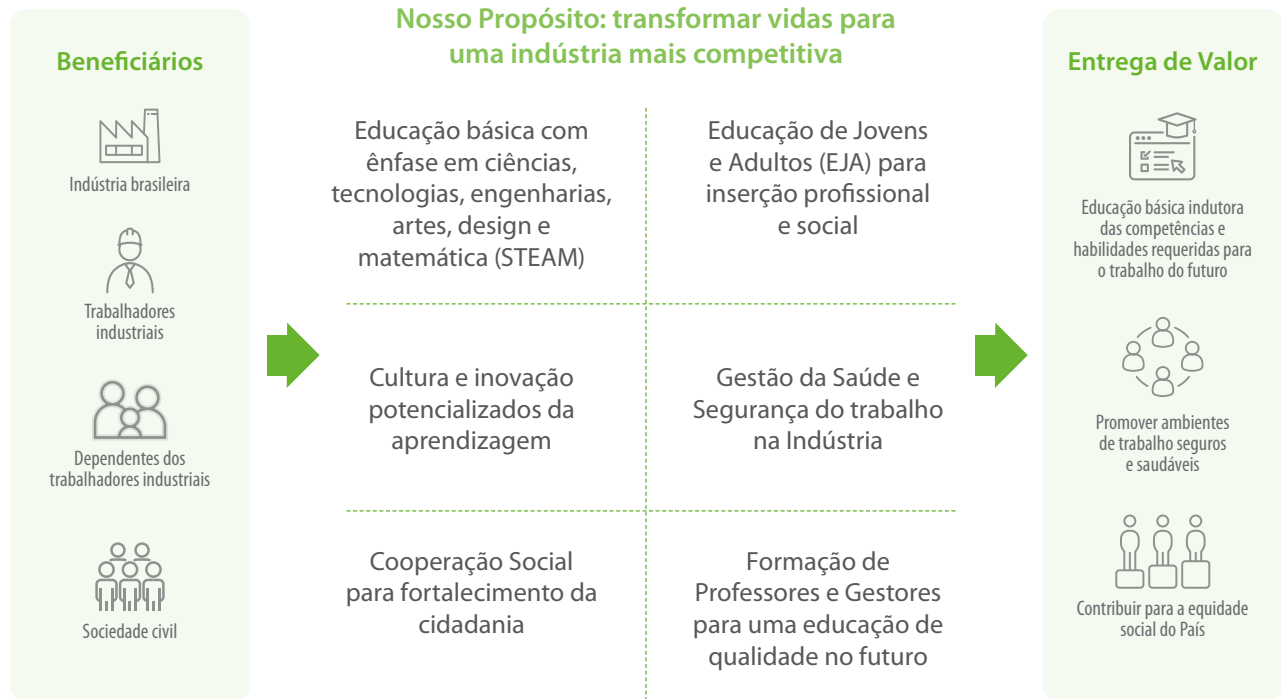 Nosso Propósito: transformar vidas para
uma indústria mais competitiva
Beneficiários
Indústria brasileira
Trabalhadores
industriais
Dependentes dos
trabalhadores industriais
Sociedade civil
Educação básica com
ênfase em ciências,
tecnologias, engenharias,
artes, design e
matemática (STEAM)
Educação de Jovens
e Adultos (EJA) para
inserção profissional
e social
Cultura e inovação
potencializados da
aprendizagem
Gestão da Saúde e
Segurança do trabalho
na Indústria
Cooperação Social
para fortalecimento da
cidadania
Formação de
Professores e Gestores
para uma educação de
qualidade no futuro
Entrega de Valor
Educação básica indutora
das competências e
habilidades requeridas para
o trabalho do futuro
Promover ambientes
de trabalho seguros
e saudáveis
Contribuir para a equidade
social do País